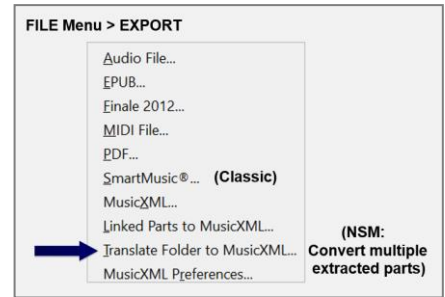 FILE Menu > EXPORT
Audio File...
EPUB...
Finale 2012...
MIDI File...
PDF...
SmartMusic®... (Classic)
MusicXML...
Linked Parts to MusicXML...
Translate Folder to MusicXML...
MusicXML Preferences...
(NSM:
Convert multiple
extracted parts)